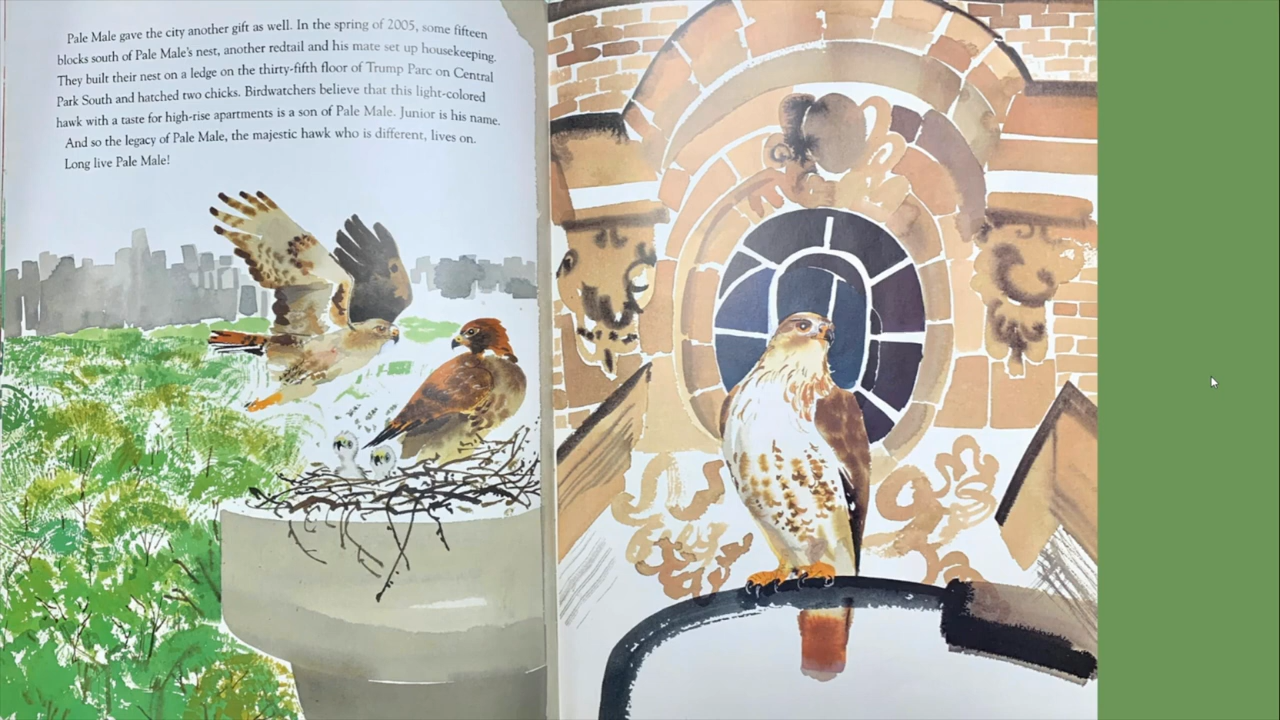 Pale Male gave the city another gift as well. In the spring of 2005, some fifteen
blocks south of Pale Male's nest, another redtail and his mate set up housekeeping.
They built their nest on a ledge on the thirty-fifth floor of Trump Parc on Central
Park South and hatched two chicks. Birdwatchers believe that this light-colored
hawk with a taste for high-rise apartments is a son of Pale Male. Junior is his name.
And so the legacy of Pale Male, the majestic hawk who is different, lives on.
Long live Pale Male!